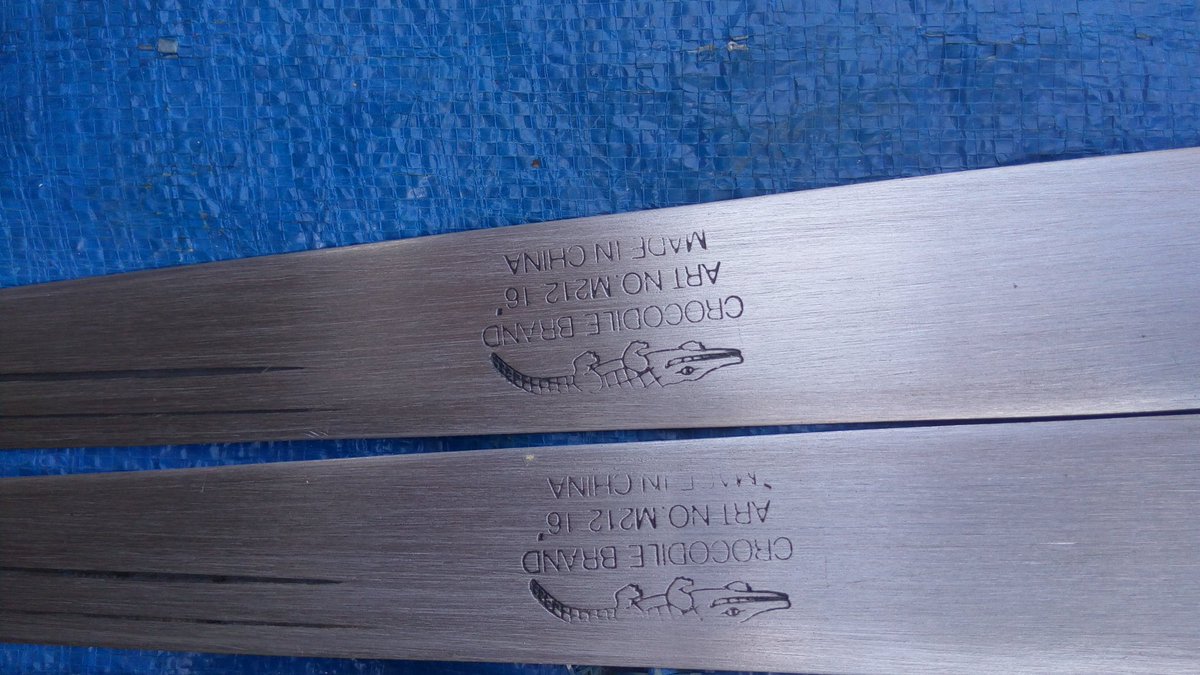 CROCODILE BRAND
ART NO.M212 16"
MADE IN CHINA
CROCODILE BRAND
ART NO.M212 16"
MADE IN CHINA